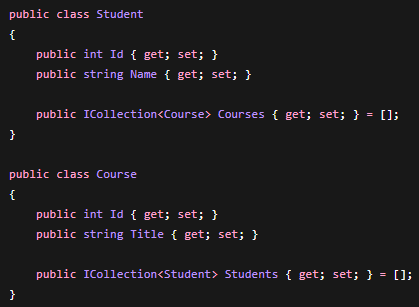 public class Student
{
    public int Id { get; set; }
    public string Name { get; set; }

    public ICollection<Course> Courses { get; set; } = [];
}

public class Course
{
    public int Id { get; set; }
    public string Title { get; set; }

    public ICollection<Student> Students { get; set; } = [];
}